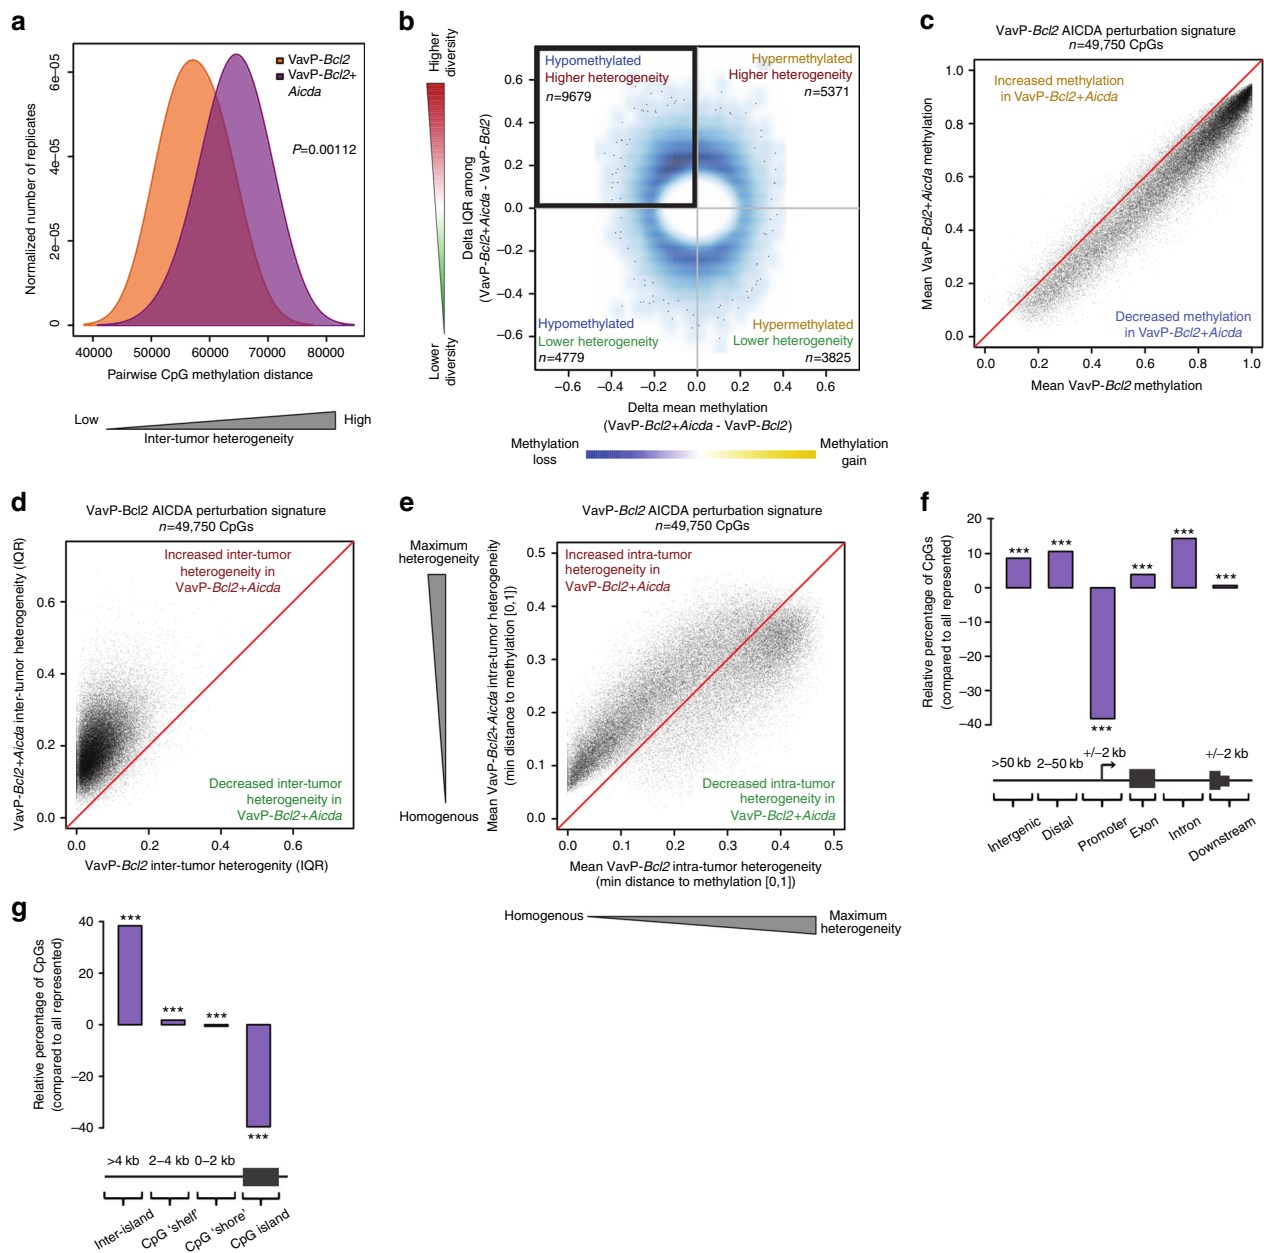 a
Normalized number of replicates
6e–05
4e–05
2e–05
0
VavP-Bcl2
VavP-Bcl2+
Aicda
P=0.00112
40000 50000 60000 70000 80000
Pairwise CpG methylation distance
Low
High
Inter-tumor heterogeneity
b
Higher
diversity
Lower
diversity
Delta IQR among
(VavP-Bcl2+Aicda - VavP-Bcl2)
0.6
0.4
0.2
0.0
–0.2
–0.4
–0.6
Hypomethylated
Higher heterogeneity
n=9679
Hypermethylated
Higher heterogeneity
n=5371
Hypomethylated
Lower heterogeneity
n=4779
Hypermethylated
Lower heterogeneity
n=3825
–0.6 –0.4 –0.2 0.0 0.2 0.4 0.6
Delta mean methylation
(VavP-Bcl2+Aicda - VavP-Bcl2)
Methylation
loss
Methylation
gain
c
VavP-Bcl2 AICDA perturbation signature
n=49,750 CpGs
Mean VavP-Bcl2+Aicda methylation
1.0
0.8
0.6
0.4
0.2
0.0
Increased methylation
in VavP-Bcl2+Aicda
Decreased methylation
in VavP-Bcl2+Aicda
0.0 0.2 0.4 0.6 0.8 1.0
Mean VavP-Bcl2 methylation
d
VavP-Bcl2 AICDA perturbation signature
n=49,750 CpGs
VavP-Bcl2+Aicda inter-tumor heterogeneity (IQR)
0.6
0.4
0.2
0.0
Increased inter-tumor
heterogeneity in
VavP-Bcl2+Aicda
Decreased inter-tumor
heterogeneity in
VavP-Bcl2+Aicda
0.0 0.2 0.4 0.6
VavP-Bcl2 inter-tumor heterogenity (IQR)
e
VavP-Bcl2 AICDA perturbation signature
n=49,750 CpGs
Maximum
heterogeneity
Homogenous
Mean VavP-Bcl2+Aicda intra-tumor heterogeneity
(min distance to methylation [0,1])
0.5
0.4
0.3
0.2
0.1
0.0
Increased intra-tumor
heterogeneity in
VavP-Bcl2+Aicda
Decreased intra-tumor
heterogeneity in
VavP-Bcl2+Aicda
0.0 0.1 0.2 0.3 0.4 0.5
Mean VavP-Bcl2 intra-tumor heterogeneity
(min distance to methylation [0,1])
Homogenous
Maximum
heterogeneity
f
Relative percentage of CpGs
(compared to all represented)
20
10
0
–10
–20
–30
–40
*** *** *** *** *** ***
>50 kb 2–50 kb +/–2 kb +/–2 kb
Intergenic Distal Promoter Exon Intron Downstream
g
Relative percentage of CpGs
(compared to all represented)
40
20
0
–20
–40
*** *** *** ***
>4 kb 2–4 kb 0–2 kb
Inter-island CpG ‘shelf’ CpG ‘shore’ CpG island